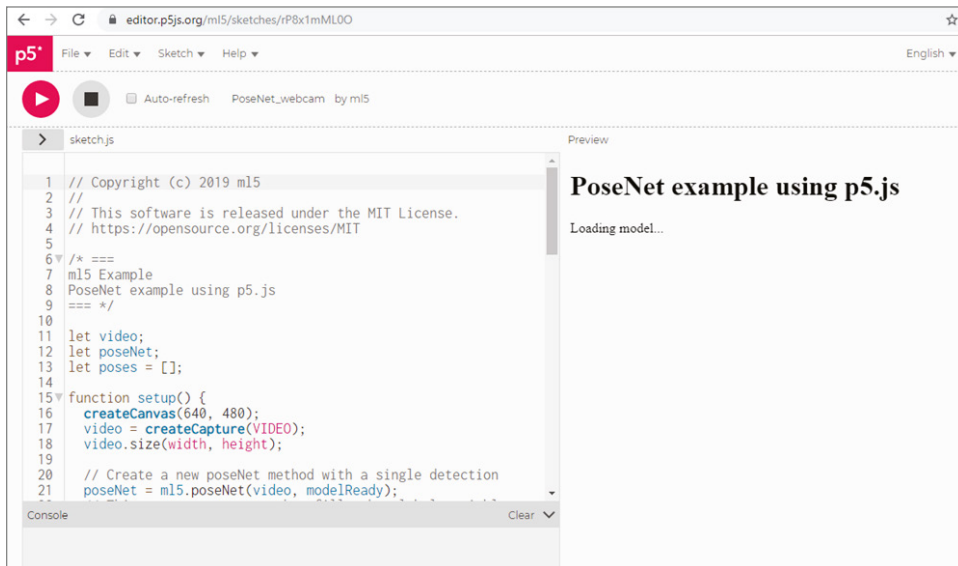 editor.p5js.org/ml5/sketches/rP8x1mML0O
p5* File Edit Sketch Help English
Auto-refresh PoseNet_webcam by ml5
sketch.js
Preview
1 // Copyright (c) 2019 ml5
2 //
3 // This software is released under the MIT License.
4 // https://opensource.org/licenses/MIT
5
6 /* ===
7 ml5 Example
8 PoseNet example using p5.js
9 === */
10
11 let video;
12 let poseNet;
13 let poses = [];
14
15 function setup() {
16 createCanvas(640, 480);
17 video = createCapture(VIDEO);
18 video.size(width, height);
19
20 // Create a new poseNet method with a single detection
21 poseNet = ml5.poseNet(video, modelReady);
PoseNet example using p5.js
Loading model...
Console Clear